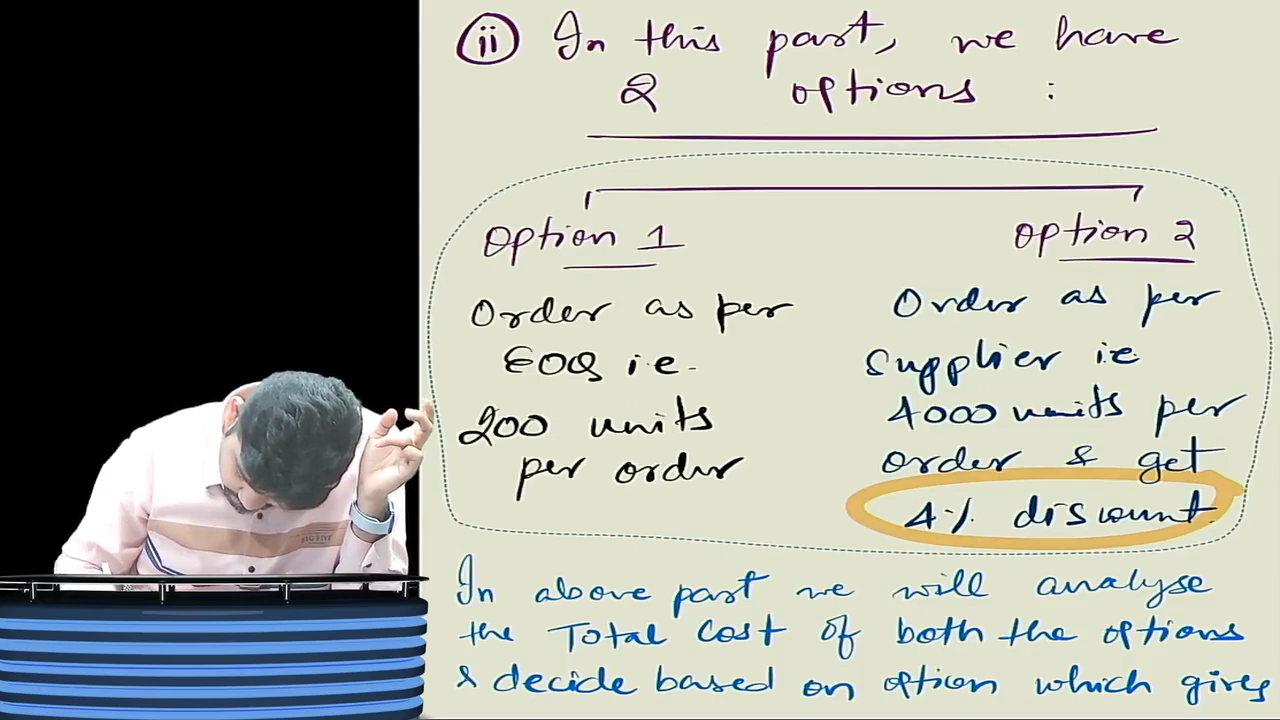 ii In this part, we have
2 options :
Option 1
Order as per
EOQ i.e.
200 units
per order
Option 2
Order as per
Supplier i.e
4000 units per
order & get
4% discount.
In above part we will analyse
the Total Cost of both the options
& decide based on option which gives